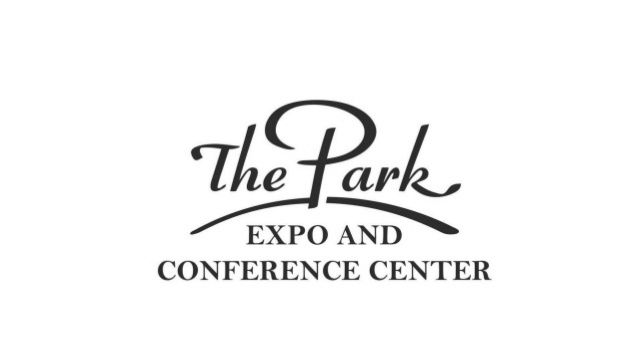 The Park
EXPO AND
CONFERENCE CENTER